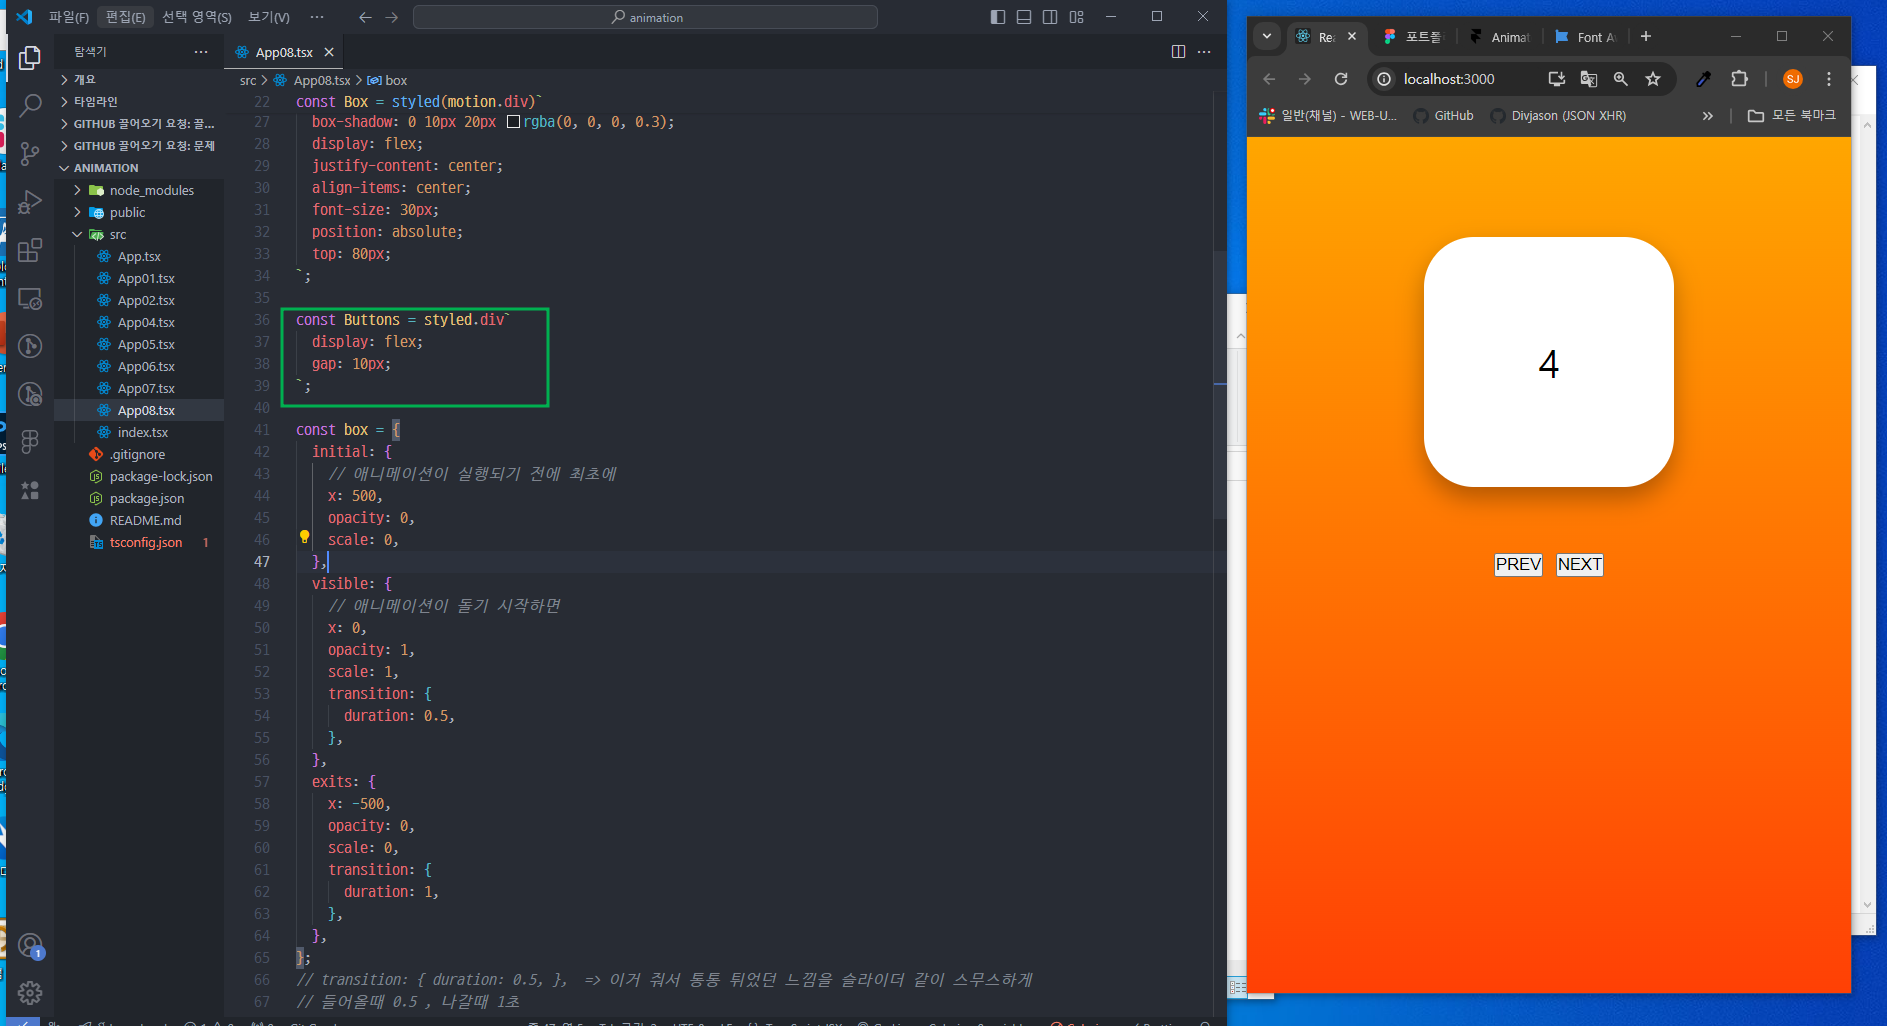 파일(F) 편집(E) 선택 영역(S) 보기(V) ··· animation
탐색기 ···
개요
타임라인
GITHUB 끌어오기 요청: 끌...
GITHUB 끌어오기 요청: 문제
ANIMATION
node_modules
public
src
App.tsx
App01.tsx
App02.tsx
App04.tsx
App05.tsx
App06.tsx
App07.tsx
App08.tsx
index.tsx
.gitignore
package-lock.json
package.json
README.md
tsconfig.json 1
1
App08.tsx
src > App08.tsx > box
22 const Box = styled(motion.div)`
27 box-shadow: 0 10px 20px rgba(0, 0, 0, 0.3);
28 display: flex;
29 justify-content: center;
30 align-items: center;
31 font-size: 30px;
32 position: absolute;
33 top: 80px;
34 `;
35
36 const Buttons = styled.div`
37 display: flex;
38 gap: 10px;
39 `;
40
41 const box = {
42 initial: {
43 // 애니메이션이 실행되기 전에 최초에
44 x: 500,
45 opacity: 0,
46 scale: 0,
47 },
48 visible: {
49 // 애니메이션이 돌기 시작하면
50 x: 0,
51 opacity: 1,
52 scale: 1,
53 transition: {
54 duration: 0.5,
55 },
56 },
57 exits: {
58 x: -500,
59 opacity: 0,
60 scale: 0,
61 transition: {
62 duration: 1,
63 },
64 },
65 };
66 // transition: { duration: 0.5, }, => 이거 줘서 통통 튀었던 느낌을 슬라이더 같이 스무스하게
67 // 들어올때 0.5 , 나갈때 1초
Rea 포트폴 Animat Font A
localhost:3000 SJ
일반(채널) - WEB-U... GitHub Divjason (JSON XHR) » 모든 북마크
4
PREV NEXT